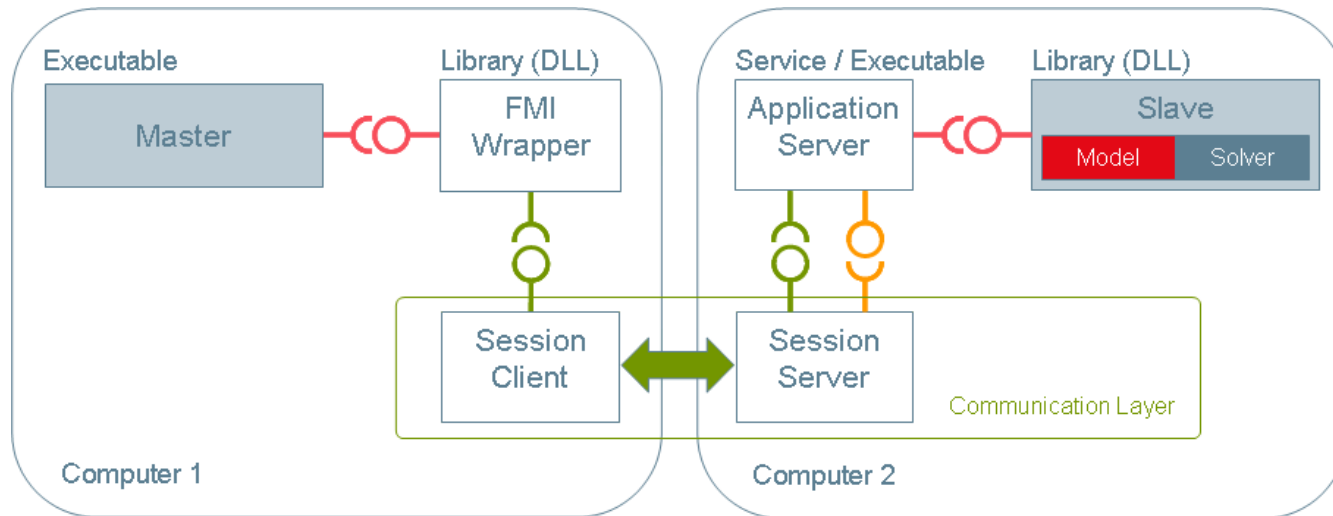 Executable
Library (DLL)
Service / Executable
Library (DLL)
Master
FMI
Wrapper
Application
Server
Slave
Model
Solver
Session
Client
Session
Server
Communication Layer
Computer 1
Computer 2